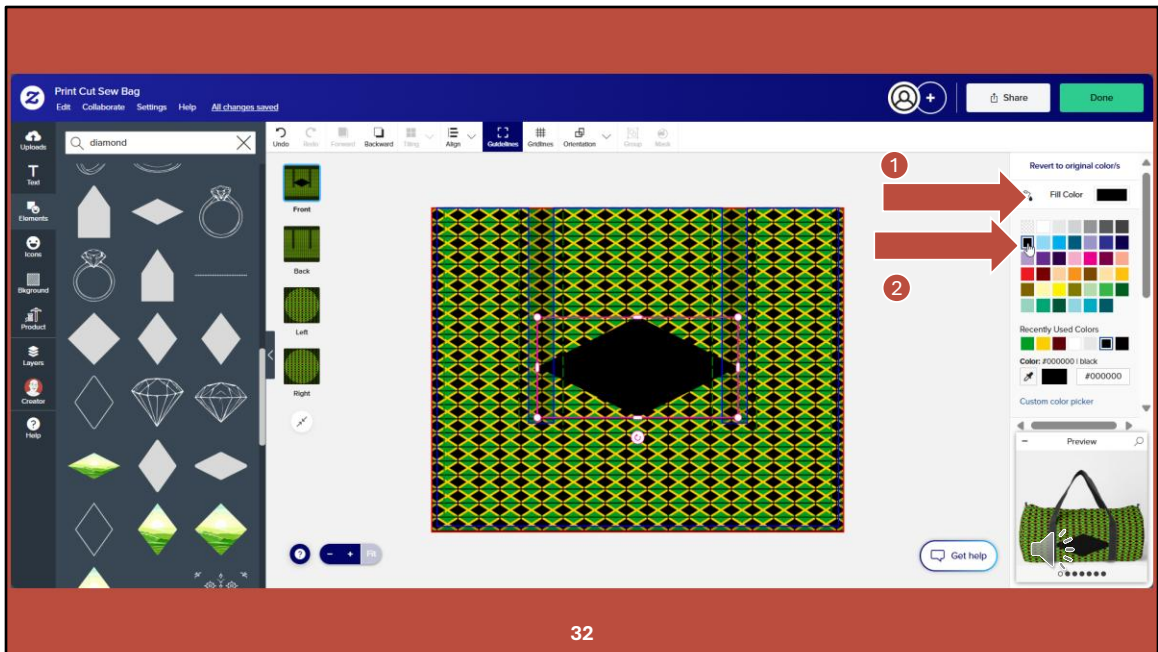 Z
Print Cut Sew Bag
Edit Collaborate Settings Help All changes saved
+ Share Done
Uploads
Text
Elements
Icons
Bkground
Product
Layers
Creator
Help
diamond
Undo Redo Forward Backward Tiling Align Guidelines Gridlines Orientation Group Mask
Front
Back
Left
Right
? - + Fit
Get help
1
2
Revert to original color/s
Fill Color
Recently Used Colors
Color: #000000 | black
#000000
Custom color picker
- Preview
32